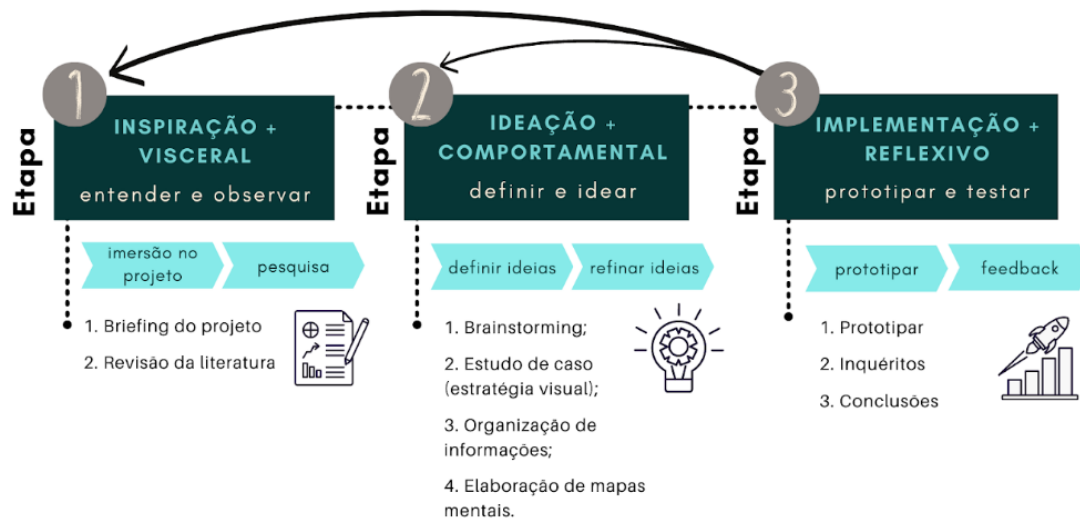 1
Etapa
INSPIRAÇÃO +
VISCERAL
entender e observar
imersão no
projeto
pesquisa
1. Briefing do projeto
2. Revisão da literatura
2
Etapa
IDEAÇÃO +
COMPORTAMENTAL
definir e idear
definir ideias
refinar ideias
1. Brainstorming;
2. Estudo de caso
(estratégia visual);
3. Organização de
informações;
4. Elaboração de mapas
mentais.
3
Etapa
IMPLEMENTAÇÃO +
REFLEXIVO
prototipar e testar
prototipar
feedback
1. Prototipar
2. Inquéritos
3. Conclusões